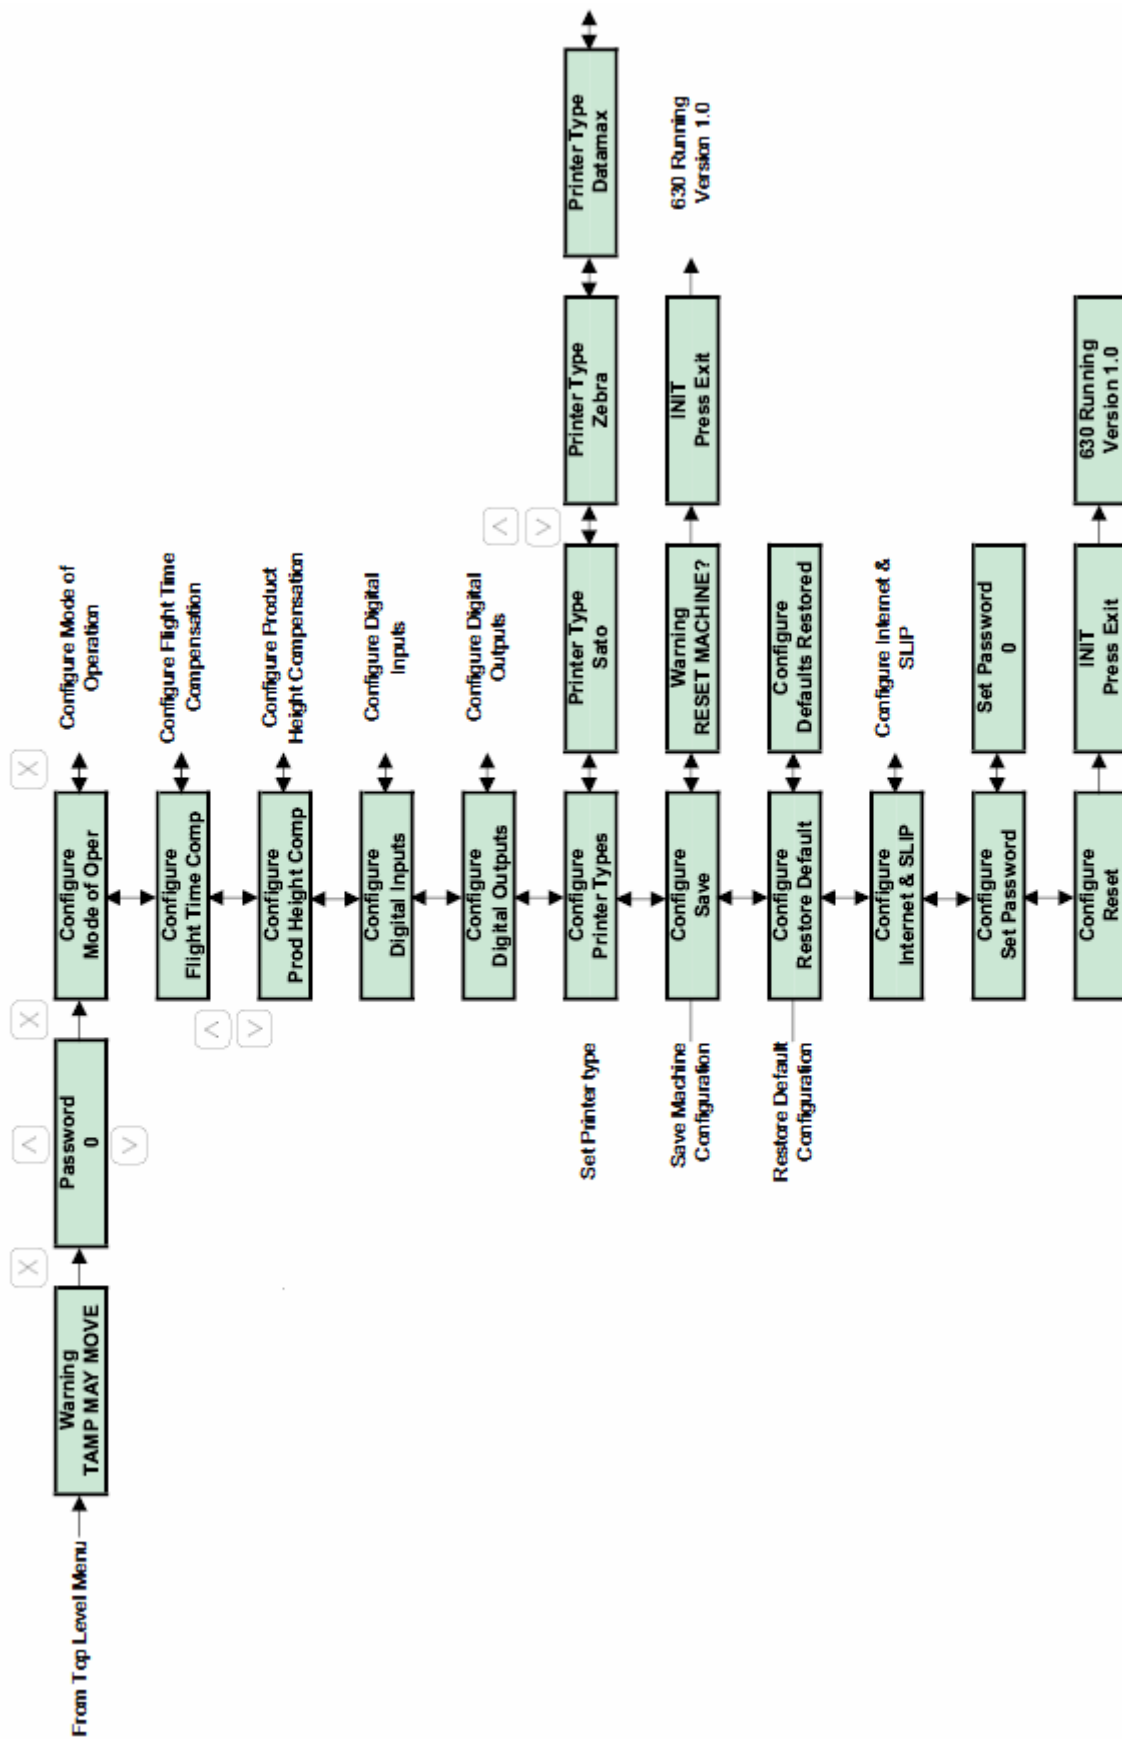 From Top Level Menu
Warning
TAMP MAY MOVE
X
Password
0
<
>
X
Configure
Mode of Oper
X
Configure Mode of
Operation
Configure
Flight Time Comp
<
>
Configure Flight Time
Compensation
Configure
Prod Height Comp
Configure Product
Height Compensation
Configure
Digital Inputs
Configure Digital
Inputs
Configure
Digital Outputs
Configure Digital
Outputs
Set Printer type
Configure
Printer Types
Printer Type
Sato
<
>
Printer Type
Zebra
Printer Type
Datamax
Save Machine
Configuration
Configure
Save
Warning
RESET MACHINE?
INIT
Press Exit
630 Running
Version 1.0
Restore Default
Configuration
Configure
Restore Default
Configure
Defaults Restored
Configure
Internet & SLIP
Configure Internet &
SLIP
Configure
Set Password
Set Password
0
Configure
Reset
INIT
Press Exit
630 Running
Version 1.0